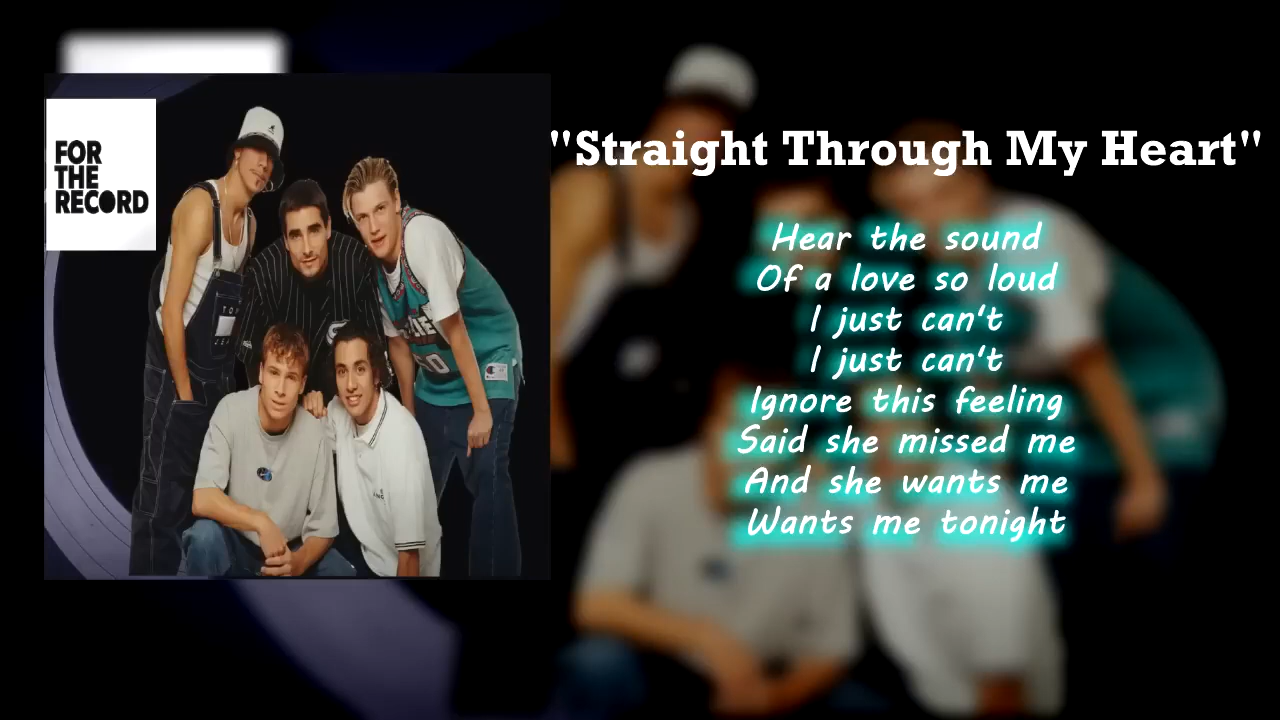 FOR
THE
RECORD
"Straight Through My Heart"
Hear the sound
Of a love so loud
I just can't
I just can't
Ignore this feeling
Said she missed me
And she wants me
Wants me tonight